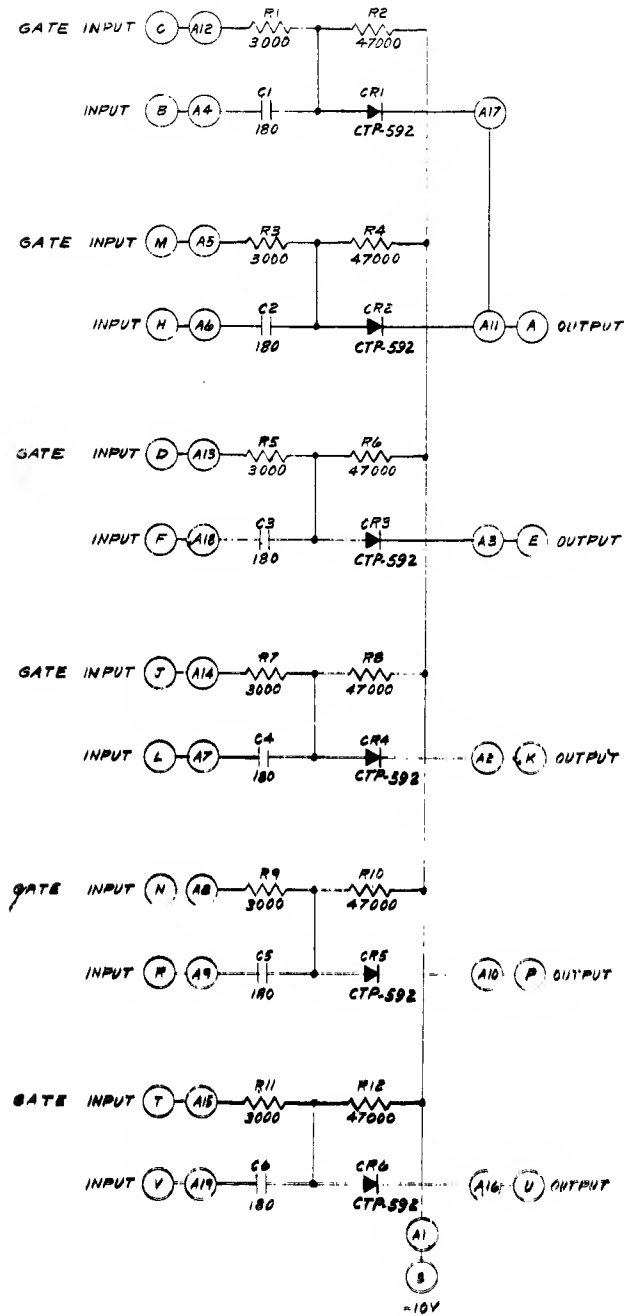 R1 R2
GATE INPUT C A12 3000 47000
C1 CR1
INPUT B A4 180 CTP-592 A17
R3 R4
GATE INPUT M A5 3000 47000
C2 CR2
INPUT H A6 180 CTP-592 A11 A OUTPUT
R5 R6
GATE INPUT D A13 3000 47000
C3 CR3
INPUT F A18 180 CTP-592 A3 E OUTPUT
R7 R8
GATE INPUT J A14 3000 47000
C4 CR4
INPUT L A7 180 CTP-592 A2 K OUTPUT
R9 R10
GATE INPUT N A8 3000 47000
C5 CR5
INPUT R A9 180 CTP-592 A10 P OUTPUT
R11 R12
GATE INPUT T A15 3000 47000
C6 CR6
INPUT V A19 180 CTP-592 A16 U OUTPUT
A1
-10V